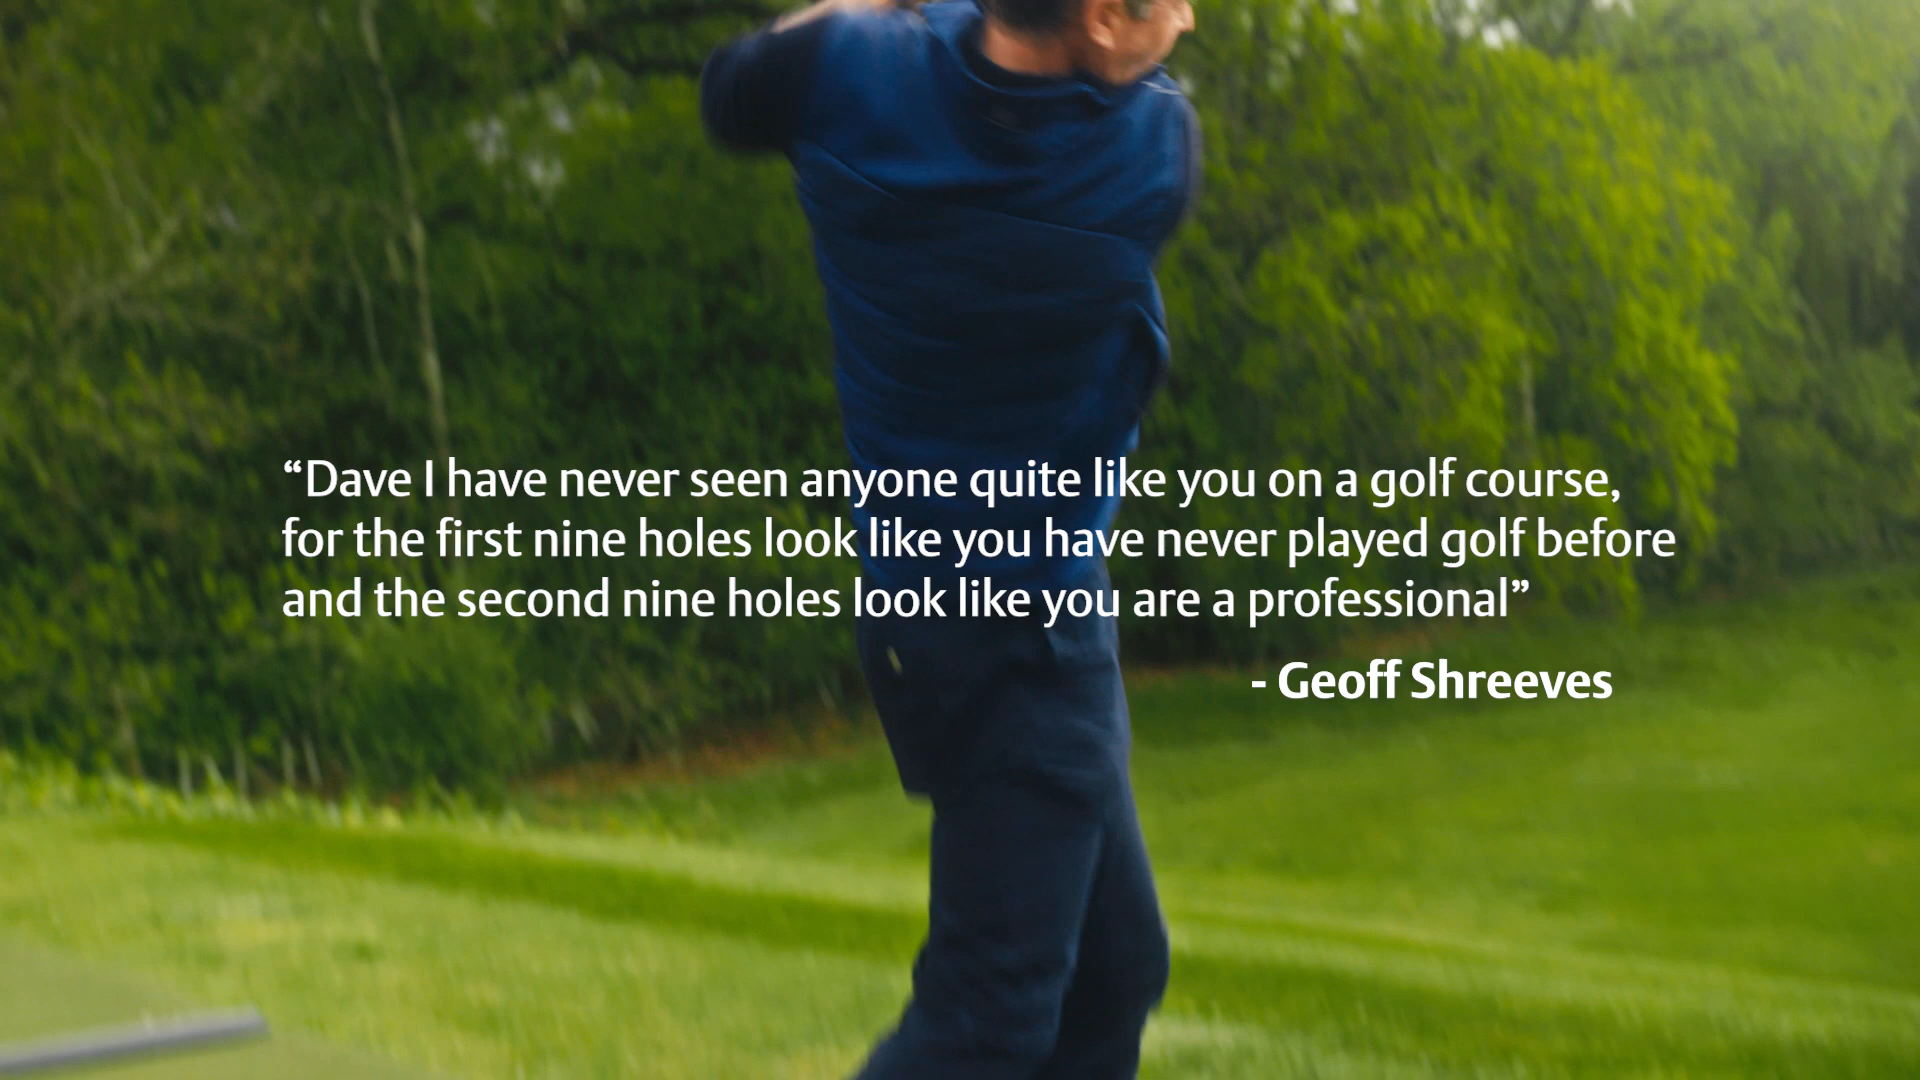 “Dave I have never seen anyone quite like you on a golf course,
for the first nine holes look like you have never played golf before
and the second nine holes look like you are a professional”
- Geoff Shreeves